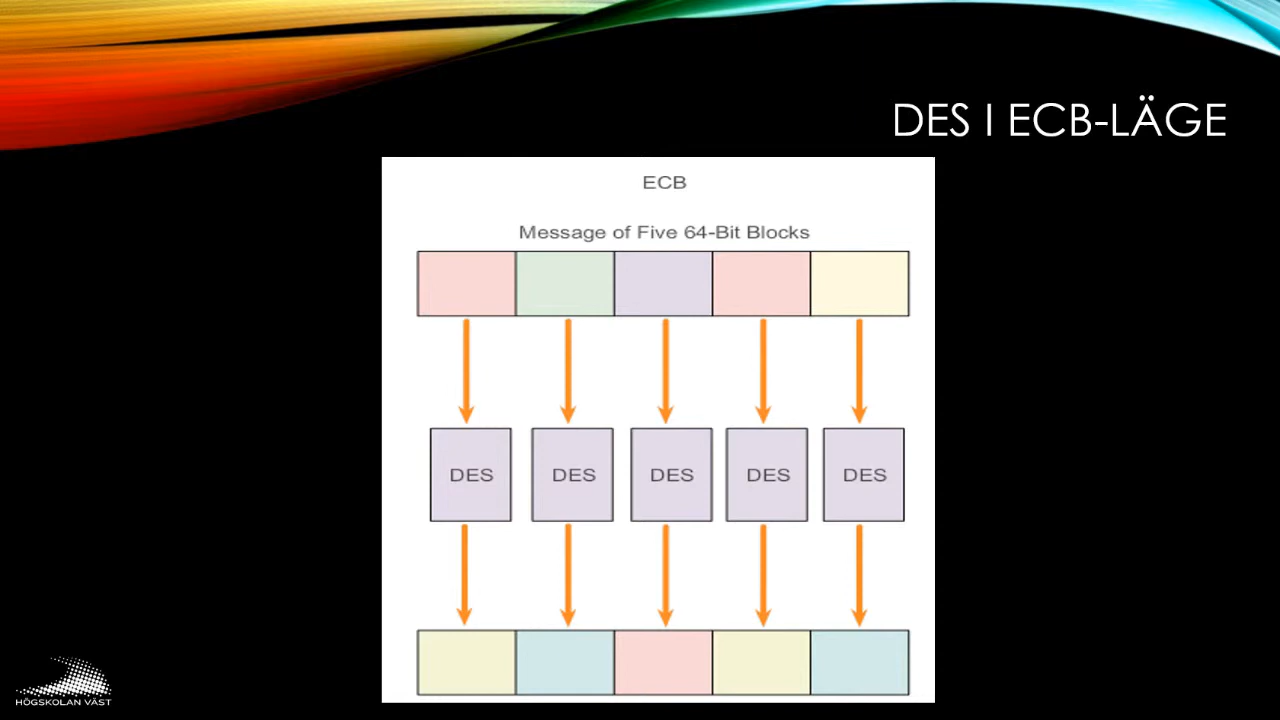 DES I ECB-LÄGE
ECB
Message of Five 64-Bit Blocks
DES DES DES DES DES
HÖGSKOLAN VÄST